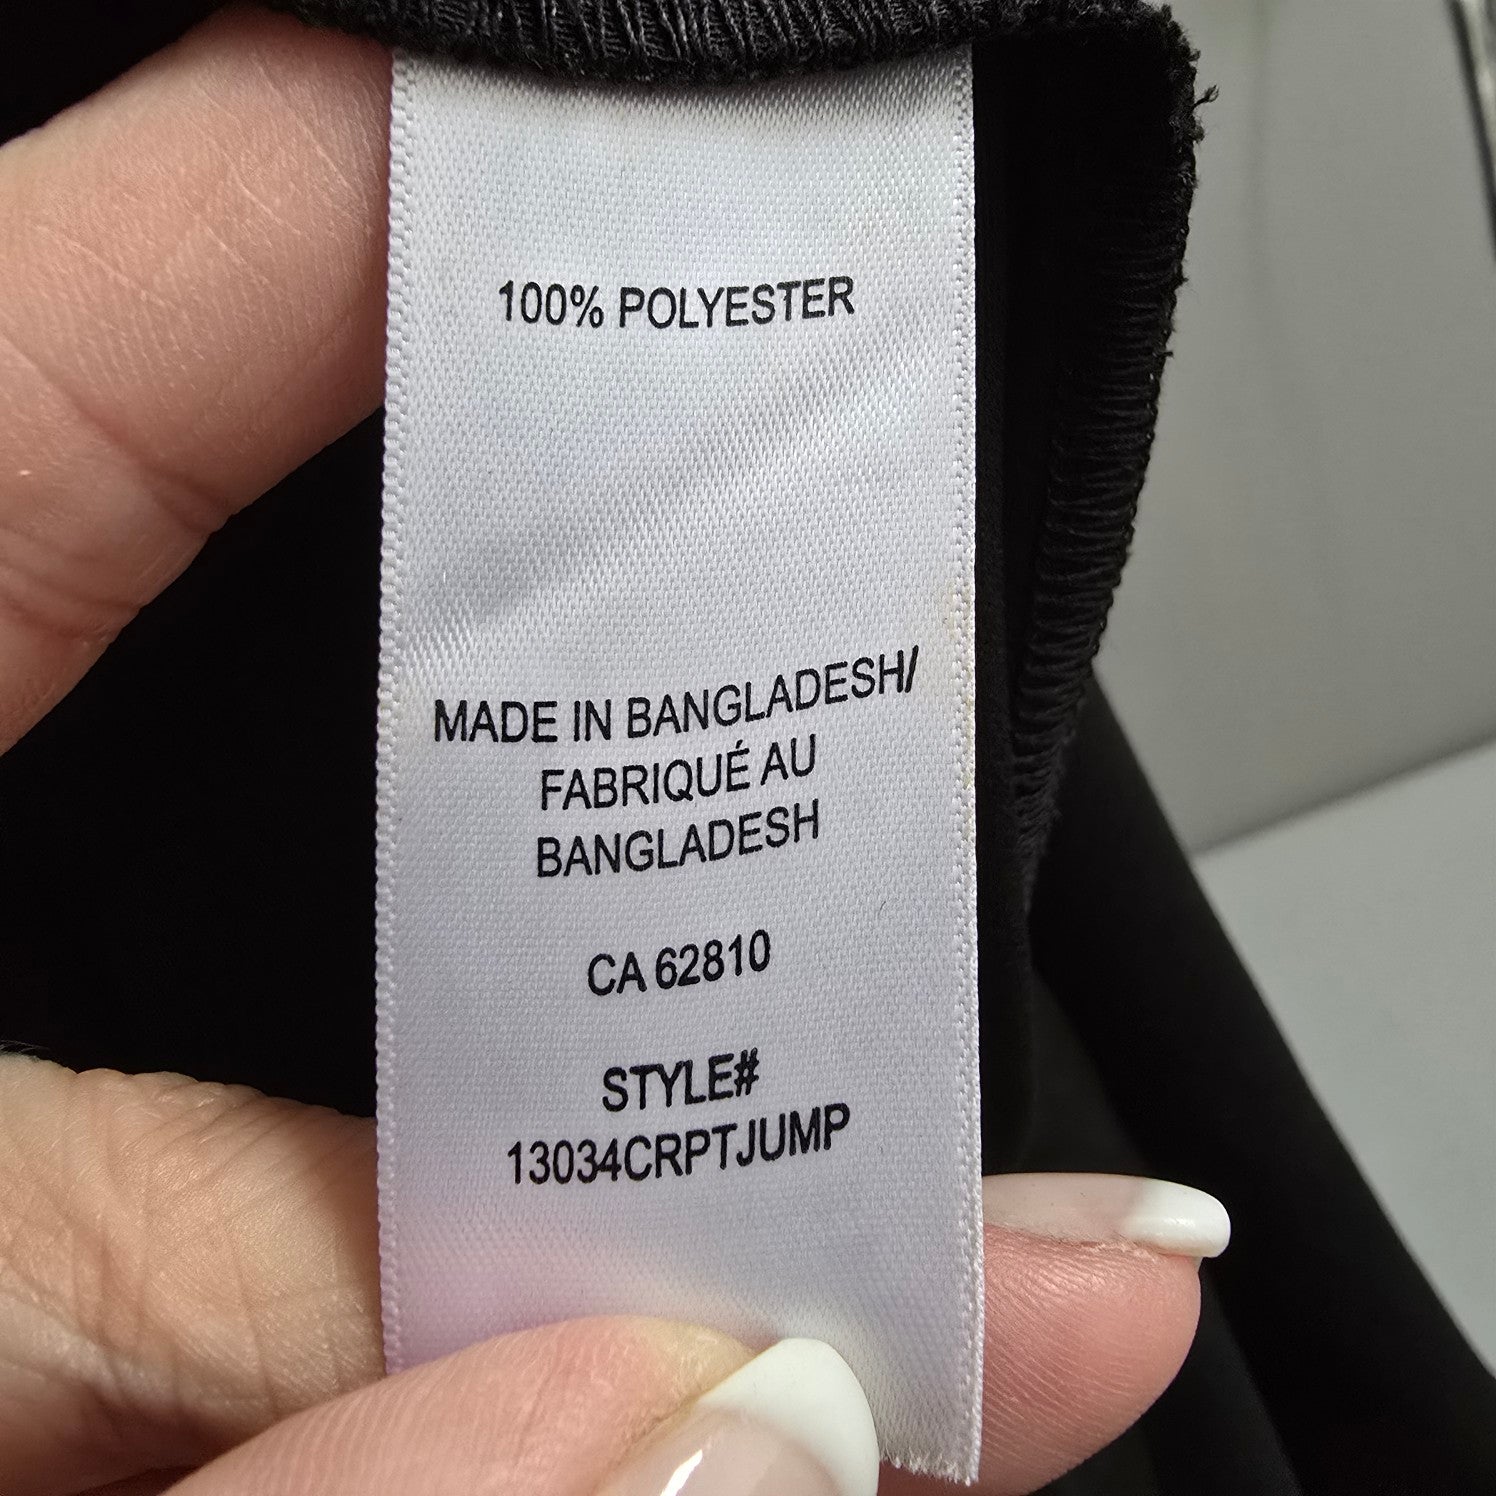 100% POLYESTER
MADE IN BANGLADESH/
FABRIQUÉ AU
BANGLADESH
CA 62810
STYLE#
13034CRPTJUMP